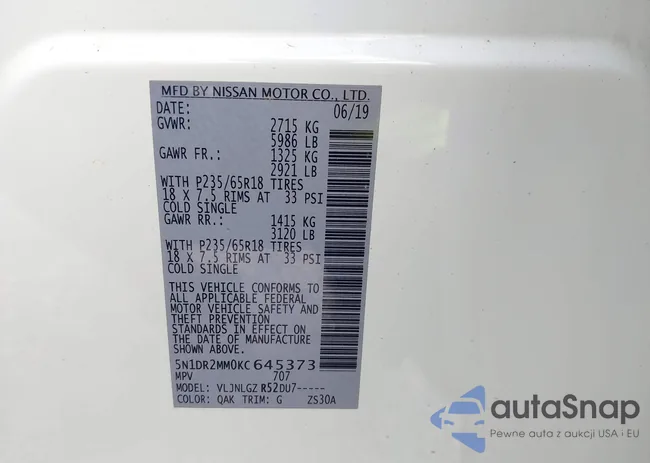 MFD BY NISSAN MOTOR CO., LTD.
DATE: 06/19
GVWR: 2715 KG
5986 LB
GAWR FR.: 1325 KG
2921 LB
WITH P235/65R18 TIRES
18 X 7.5 RIMS AT 33 PSI
COLD SINGLE
GAWR RR.: 1415 KG
3120 LB
WITH P235/65R18 TIRES
18 X 7.5 RIMS AT 33 PSI
COLD SINGLE
THIS VEHICLE CONFORMS TO
ALL APPLICABLE FEDERAL
MOTOR VEHICLE SAFETY AND
THEFT PREVENTION
STANDARDS IN EFFECT ON
THE DATE OF MANUFACTURE
SHOWN ABOVE
5N1DR2MM0KC645373
MPV 707
MODEL: VLJNLGZ R52DU7-----
COLOR: QAK TRIM: G ZS30A
autaSnap
Pewne auta z aukcji USA i EU